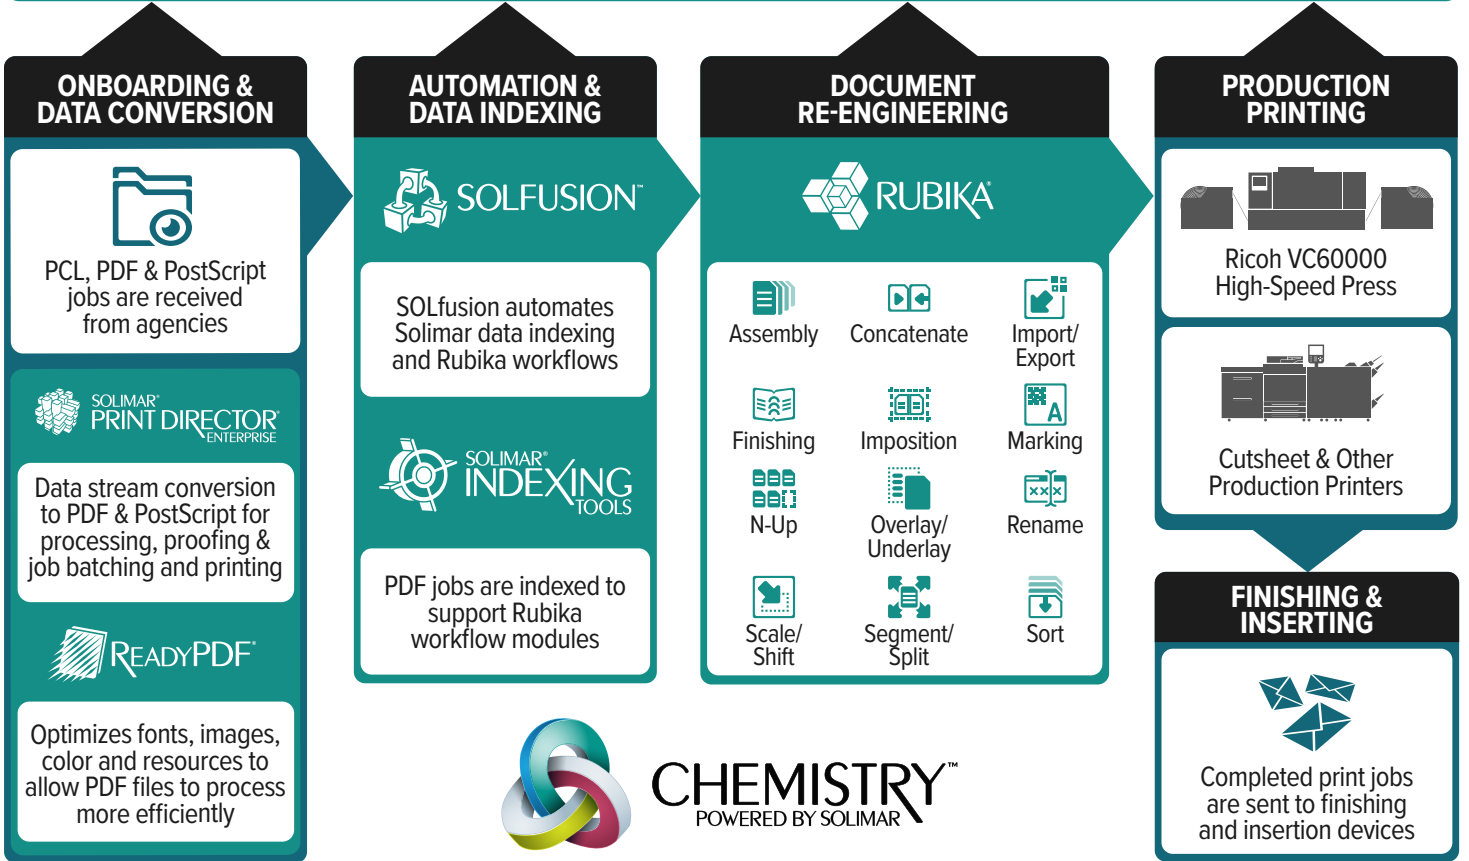 ONBOARDING &
DATA CONVERSION
PCL, PDF & PostScript
jobs are received
from agencies
SOLIMAR®
PRINT DIRECTOR®
ENTERPRISE
Data stream conversion
to PDF & PostScript for
processing, proofing &
job batching and printing
READYPDF®
Optimizes fonts, images,
color and resources to
allow PDF files to process
more efficiently
AUTOMATION &
DATA INDEXING
SOLFUSION™
SOLfusion automates
Solimar data indexing
and Rubika workflows
SOLIMAR®
INDEXING
TOOLS
PDF jobs are indexed to
support Rubika
workflow modules
DOCUMENT
RE-ENGINEERING
RUBIKA®
Assembly
Concatenate
Import/
Export
Finishing
Imposition
A
Marking
N-Up
Overlay/
Underlay
xxx
Rename
Scale/
Shift
Segment/
Split
Sort
CHEMISTRY™
POWERED BY SOLIMAR
PRODUCTION
PRINTING
Ricoh VC60000
High-Speed Press
Cutsheet & Other
Production Printers
FINISHING &
INSERTING
Completed print jobs
are sent to finishing
and insertion devices